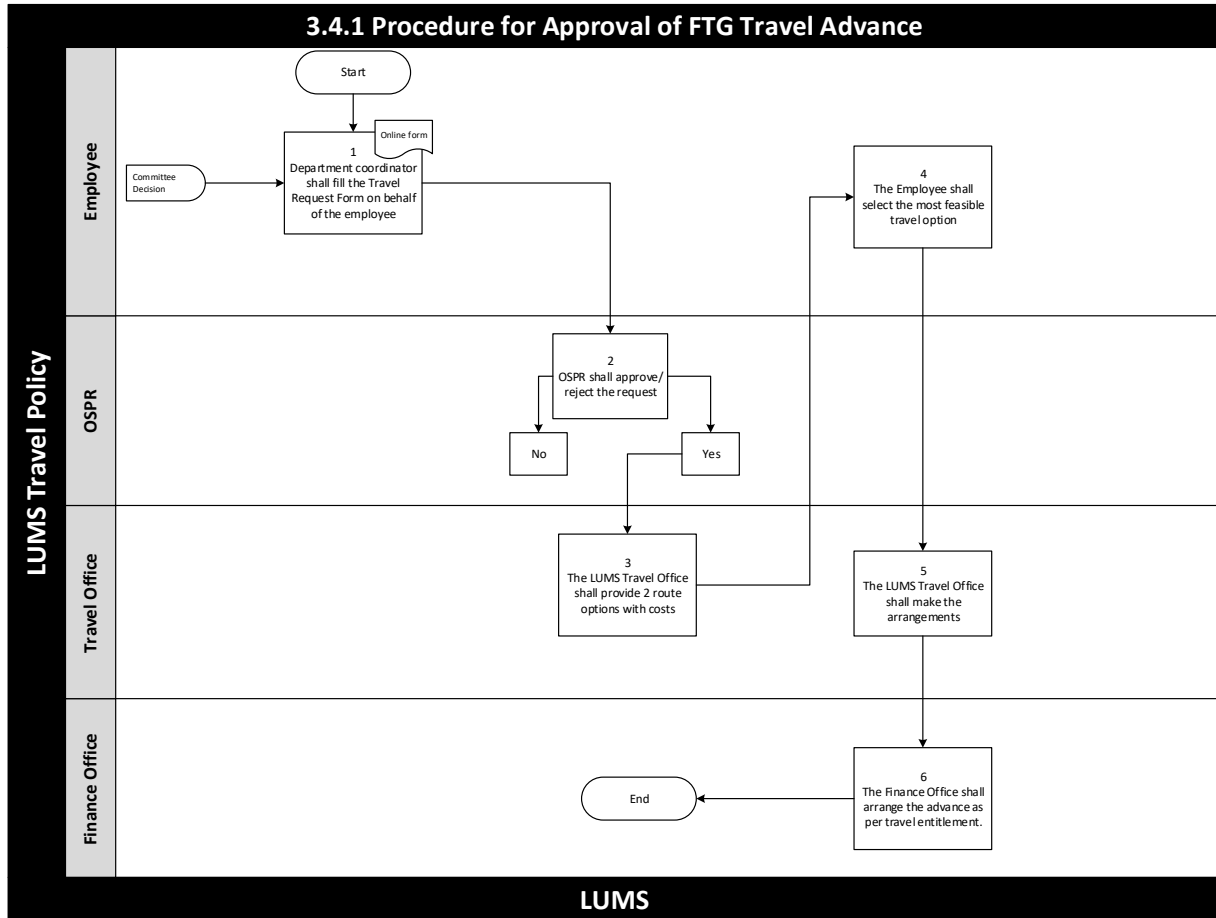 3.4.1 Procedure for Approval of FTG Travel Advance
LUMS Travel Policy
Employee
Start
Online form
Committee
Decision
1
Department coordinator
shall fill the Travel
Request Form on behalf
of the employee
4
The Employee shall
select the most feasible
travel option
OSPR
2
OSPR shall approve/
reject the request
No
Yes
Travel Office
3
The LUMS Travel Office
shall provide 2 route
options with costs
5
The LUMS Travel Office
shall make the
arrangements
Finance Office
End
6
The Finance Office shall
arrange the advance as
per travel entitlement.
LUMS